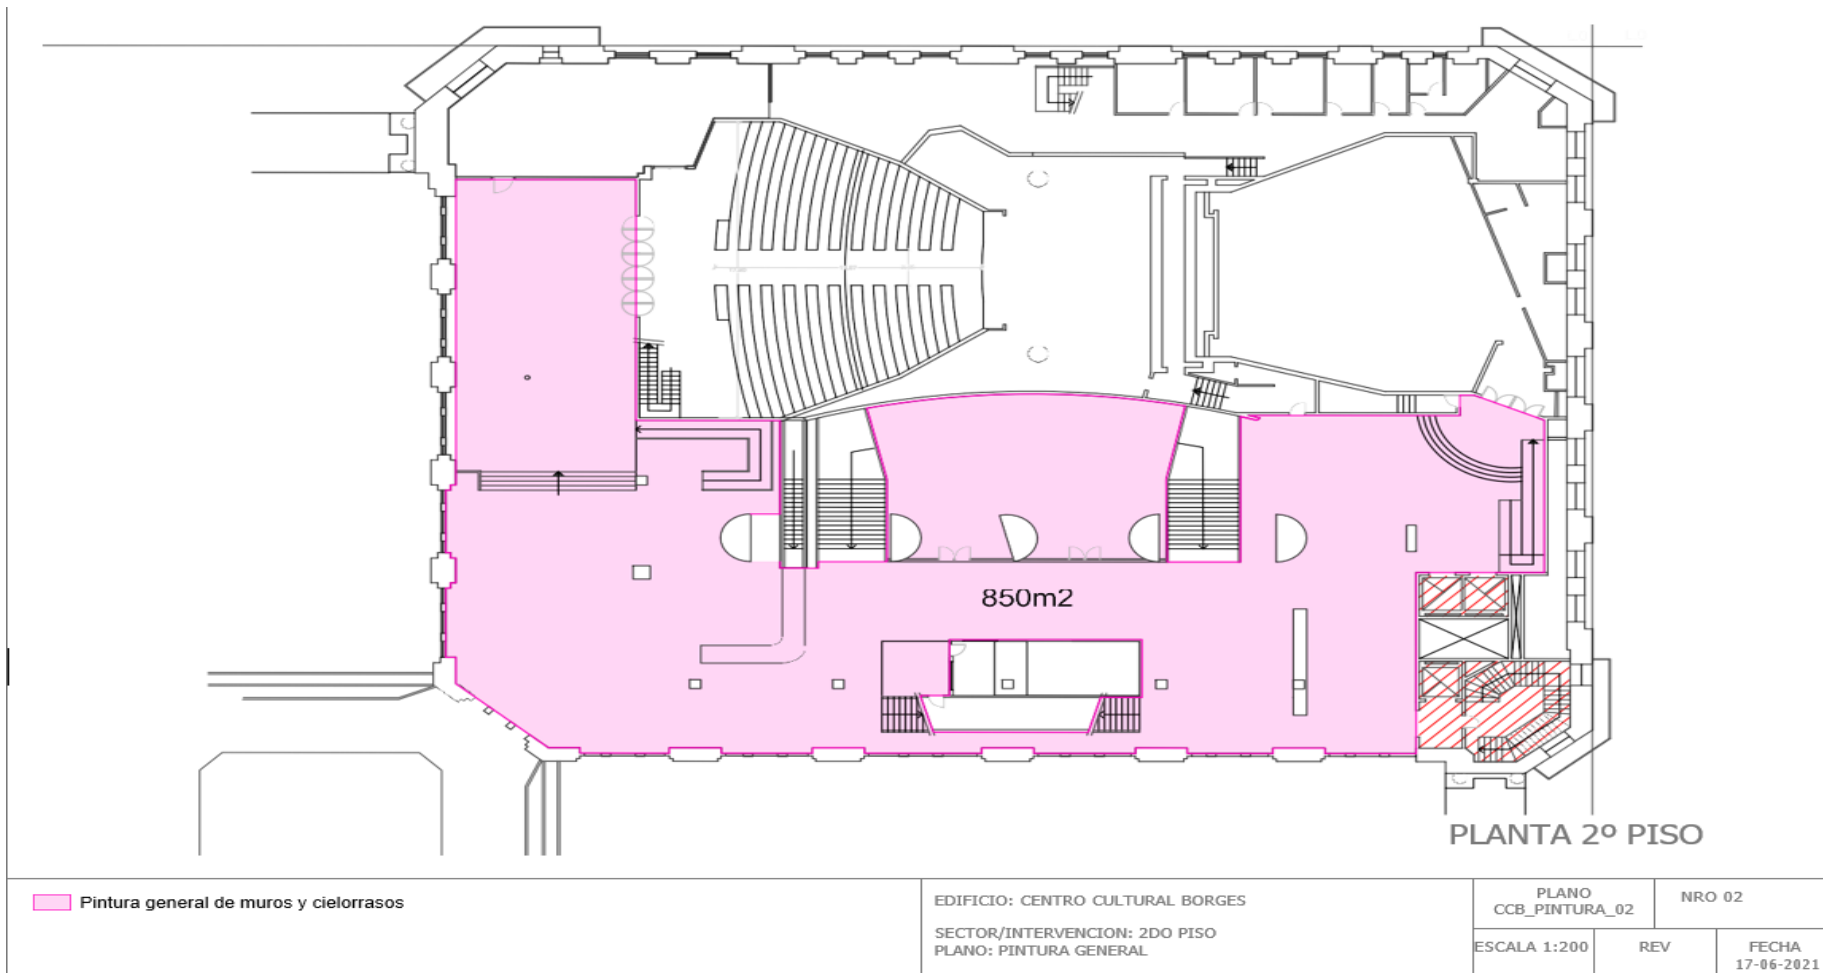 850m2
PLANTA 2º PISO
Pintura general de muros y cielorrasos
EDIFICIO: CENTRO CULTURAL BORGES
SECTOR/INTERVENCION: 2DO PISO
PLANO: PINTURA GENERAL
PLANO
CCB_PINTURA_02
NRO 02
ESCALA 1:200
REV
FECHA
17-06-2021